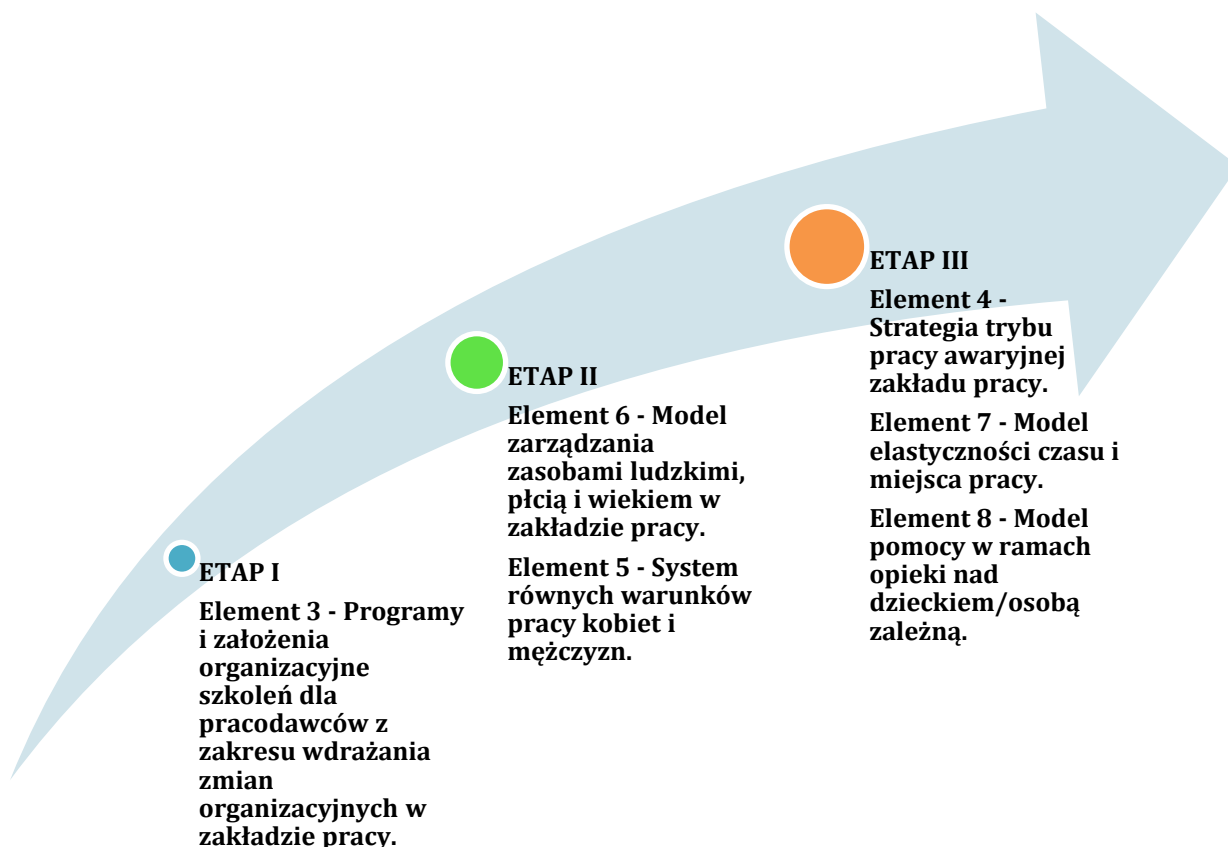 ETAP I
Element 3 - Programy
i założenia
organizacyjne
szkoleń dla
pracodawców z
zakresu wdrażania
zmian
organizacyjnych w
zakładzie pracy.
ETAP II
Element 6 - Model
zarządzania
zasobami ludzkimi,
płcią i wiekiem w
zakładzie pracy.
Element 5 - System
równych warunków
pracy kobiet i
mężczyzn.
ETAP III
Element 4 -
Strategia trybu
pracy awaryjnej
zakładu pracy.
Element 7 - Model
elastyczności czasu i
miejsca pracy.
Element 8 - Model
pomocy w ramach
opieki nad
dzieckiem/osobą
zależną.